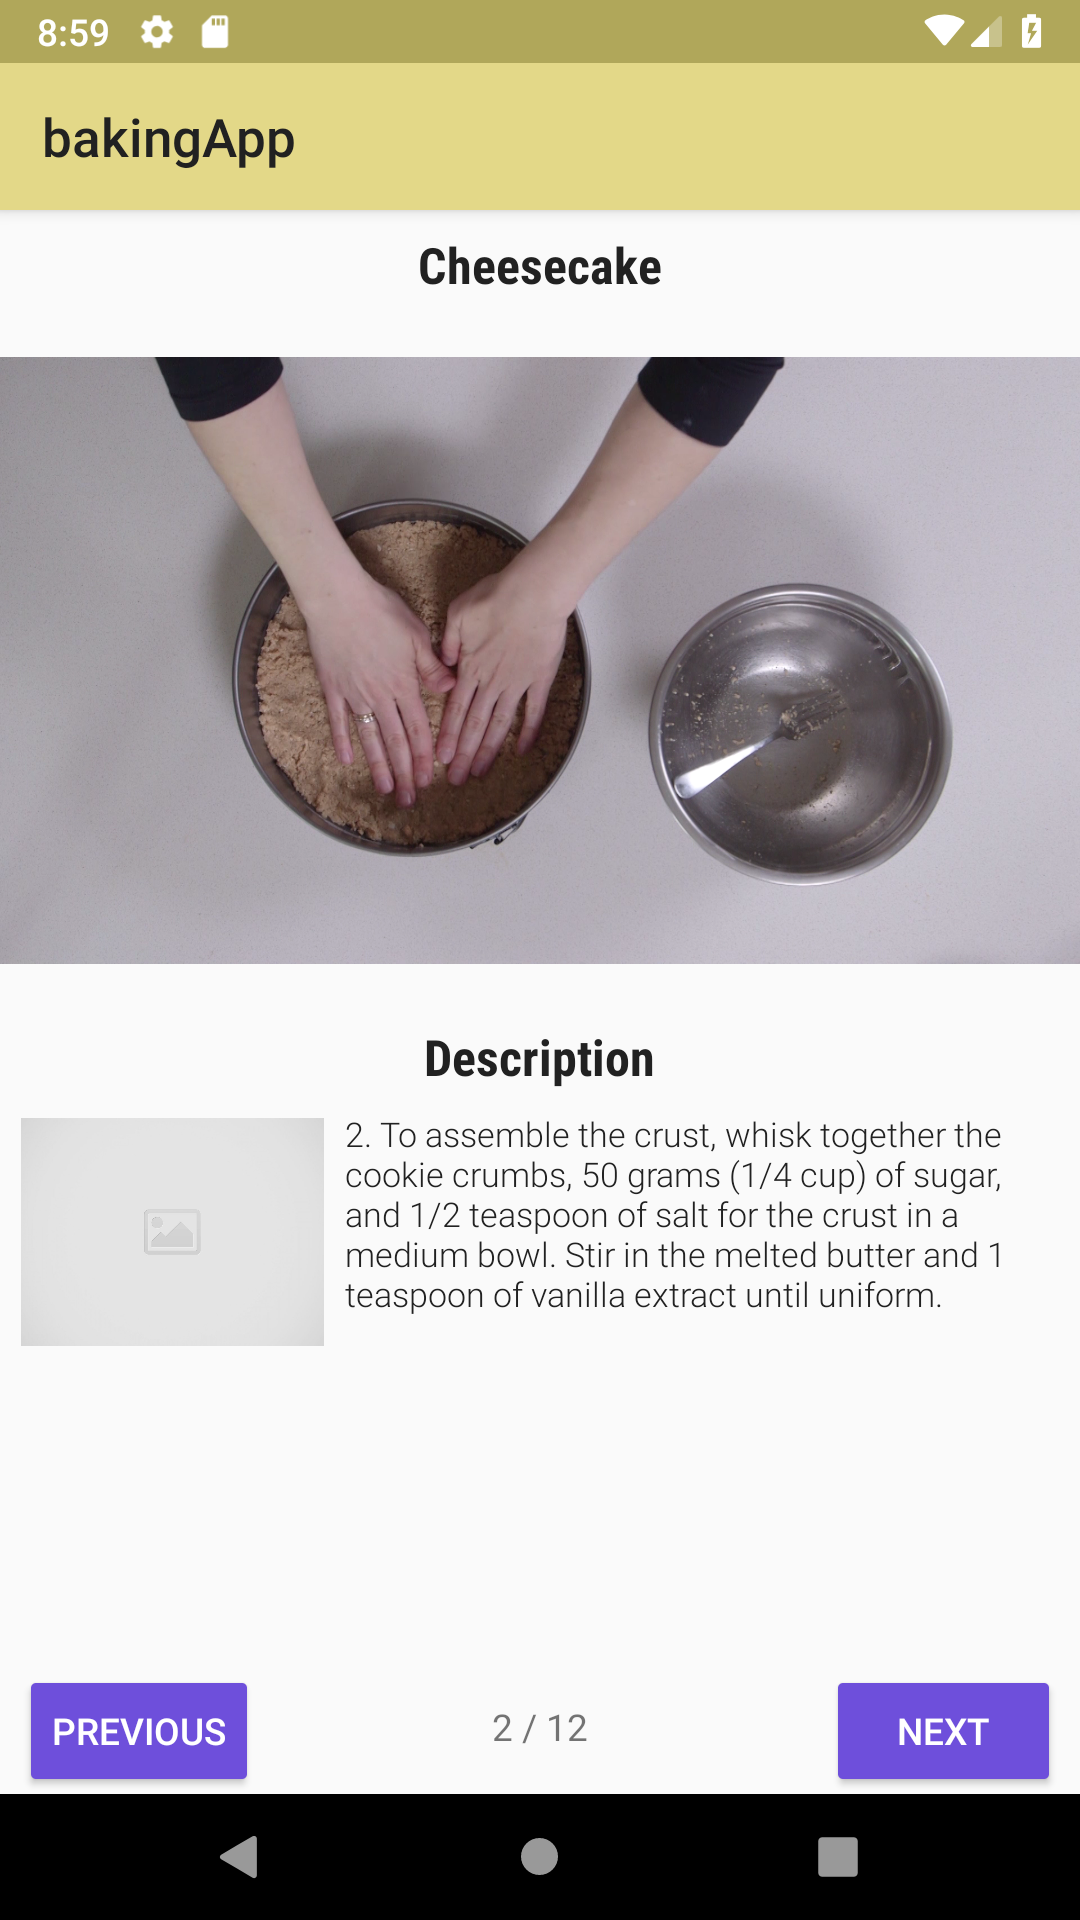 8:59
bakingApp
Cheesecake
Description
2. To assemble the crust, whisk together the
cookie crumbs, 50 grams (1/4 cup) of sugar,
and 1/2 teaspoon of salt for the crust in a
medium bowl. Stir in the melted butter and 1
teaspoon of vanilla extract until uniform.
PREVIOUS
2 / 12
NEXT